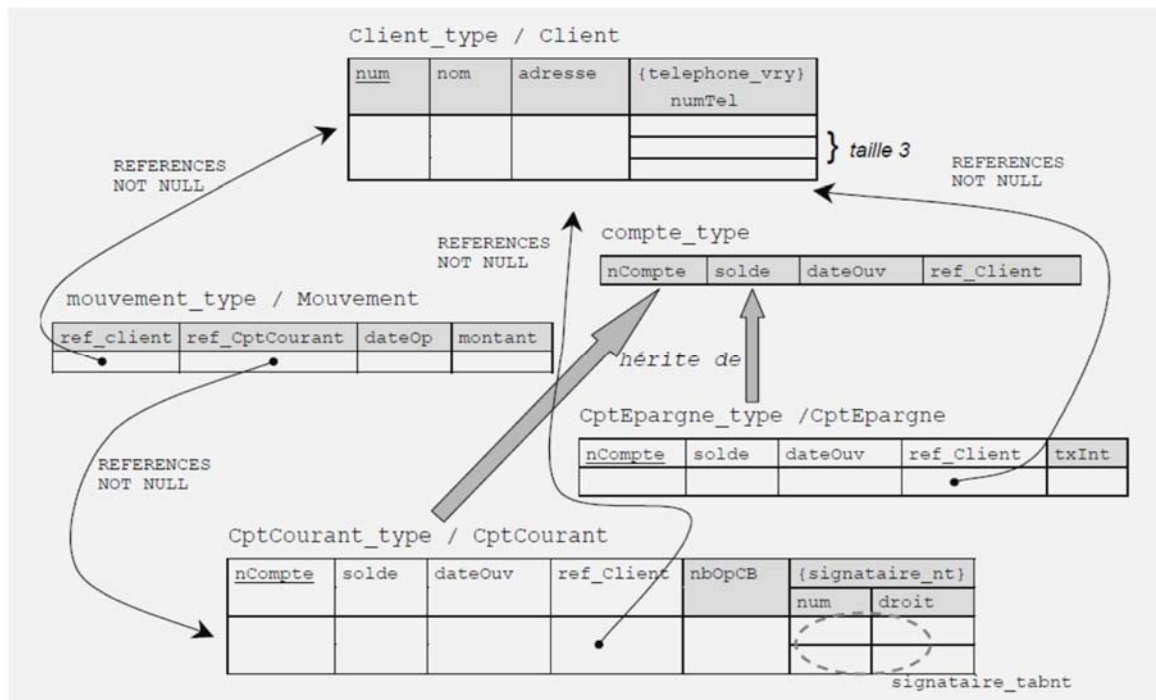 Client_type / Client
num nom adresse {telephone_vry}
numTel
} taille 3
REFERENCES
NOT NULL
REFERENCES
NOT NULL
REFERENCES
NOT NULL
compte_type
nCompte solde dateOuv ref_Client
mouvement_type / Mouvement
ref_client ref_CptCourant dateOp montant
hérite de
CptEpargne_type /CptEpargne
nCompte solde dateOuv ref_Client txInt
REFERENCES
NOT NULL
CptCourant_type / CptCourant
nCompte solde dateOuv ref_Client nbOpCB {signataire_nt}
num droit
signataire_tabnt